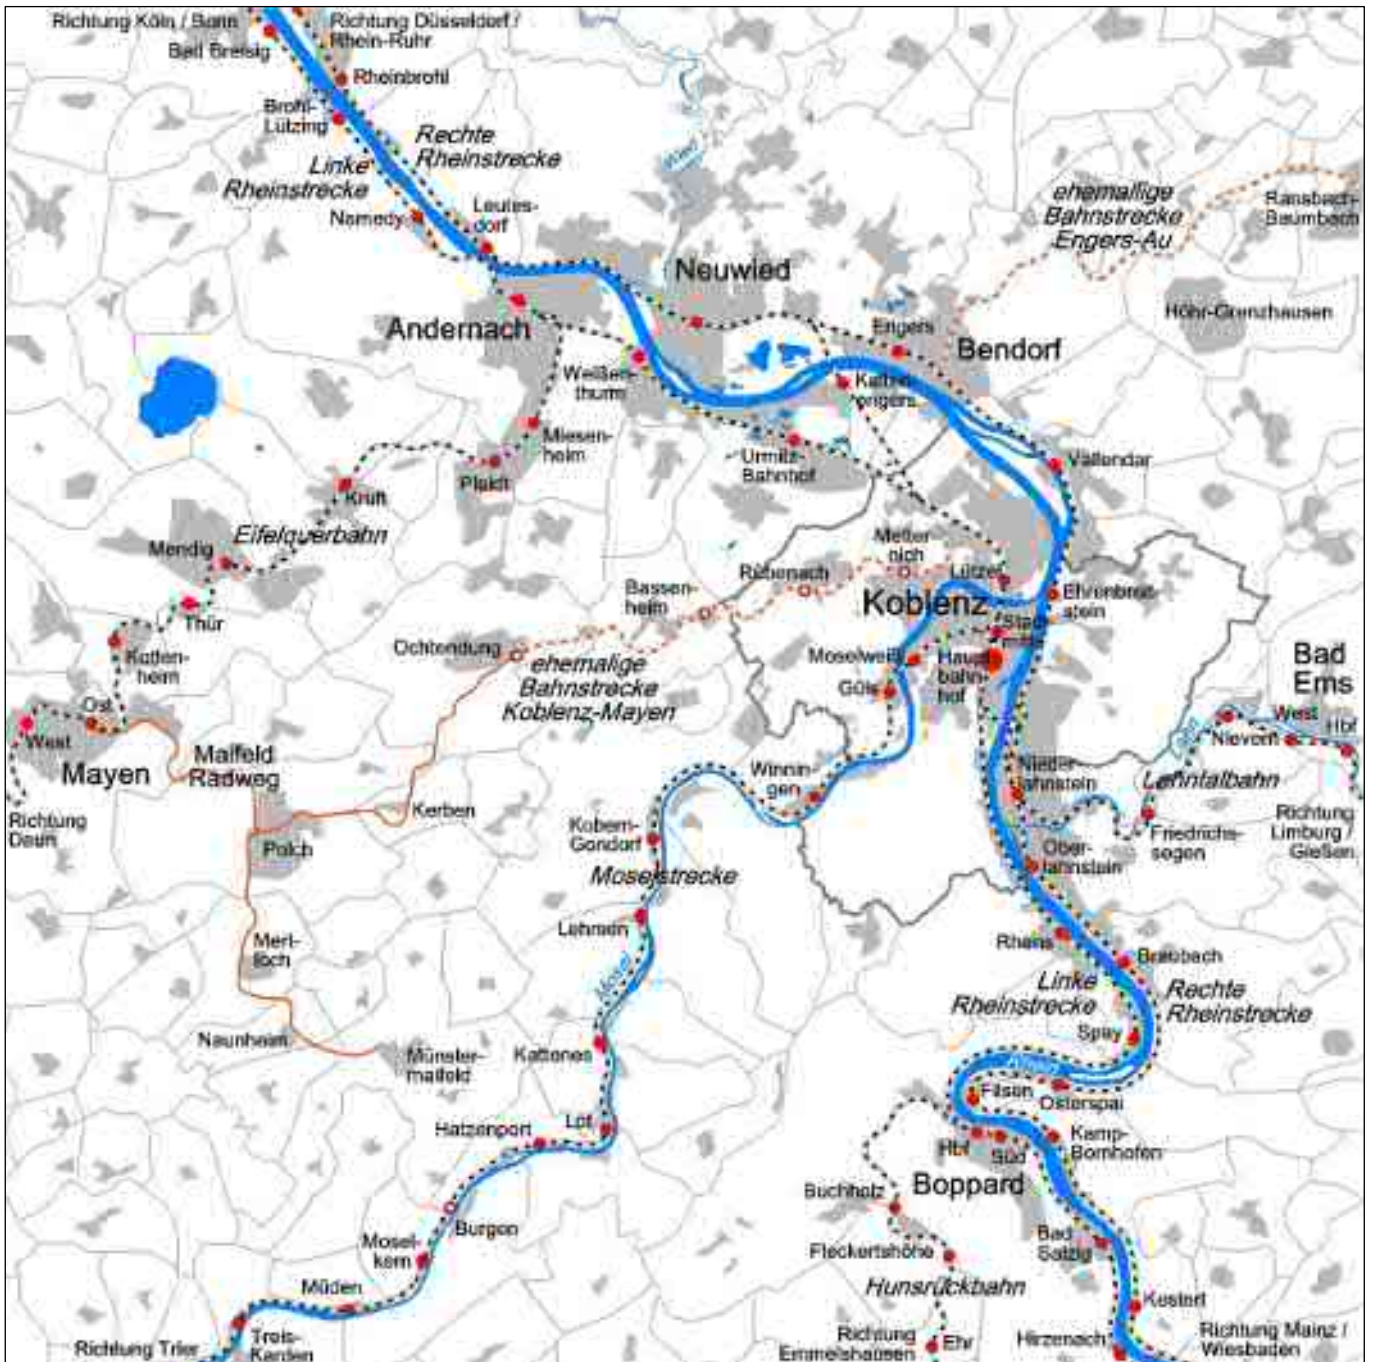 Richtung Köln / Bonn
Bad Breisig
Richtung Düsseldorf /
Rhein-Ruhr
Rheinbrohl
Brohl-
Lützing
Rechte
Rheinstrecke
Linke
Rheinstrecke
Namedy
Leutes-
dorf
Wied
ehemallige
Bahnstrecke
Engers-Au
Ransbach-
Baumbach
Neuwied
Andernach
Höhr-Grenzhausen
Engers
Bendorf
Weißen-
thurm
engers
Miesen-
heim
Urmitz-
Bahnhof
Vallendar
Plaidt
Kruft
Eifelquerbahn
Mendig
Metter-
nich
Rübenach
Lützel
Bassen-
heim
Koblenz
Ehrenbreit-
stein
Thür
Kotten-
heim
Ochtendung
ehemalige
Bahnstrecke
Koblenz-Mayen
Moselweiß
Güls
Haupt-
bahn-
hof
Bad
Ems
West
Hbf
Nievern
Ost
West
Mayen
Maifeld
Radweg
Winnin-
gen
Nieder-
lahnstein
Lahntalbahn
Richtung
Daun
Kerben
Polch
Kobern-
Gondorf
Moselstrecke
Ober-
lahnstein
Friedrichs-
segen
Richtung
Limburg /
Gießen
Lehmen
Mosel
Mert-
loch
Rhens
Braubach
Linke
Rheinstrecke
Rechte
Rheinstrecke
Spay
Naunheim
Münster-
maifeld
Kattenes
Filsen
Osterspai
Hatzenport
Löf
Hbf
Süd
Kamp-
Bornhofen
Boppard
Buchholz
Burgen
Mosel-
kern
Fleckertshöhe
Bad
Salzig
Hunsrückbahn
Müden
Kestert
Richtung Trier
Treis-
Karden
Richtung
Emmelshausen
Ehr
Hirzenach
Richtung Mainz /
Wiesbaden